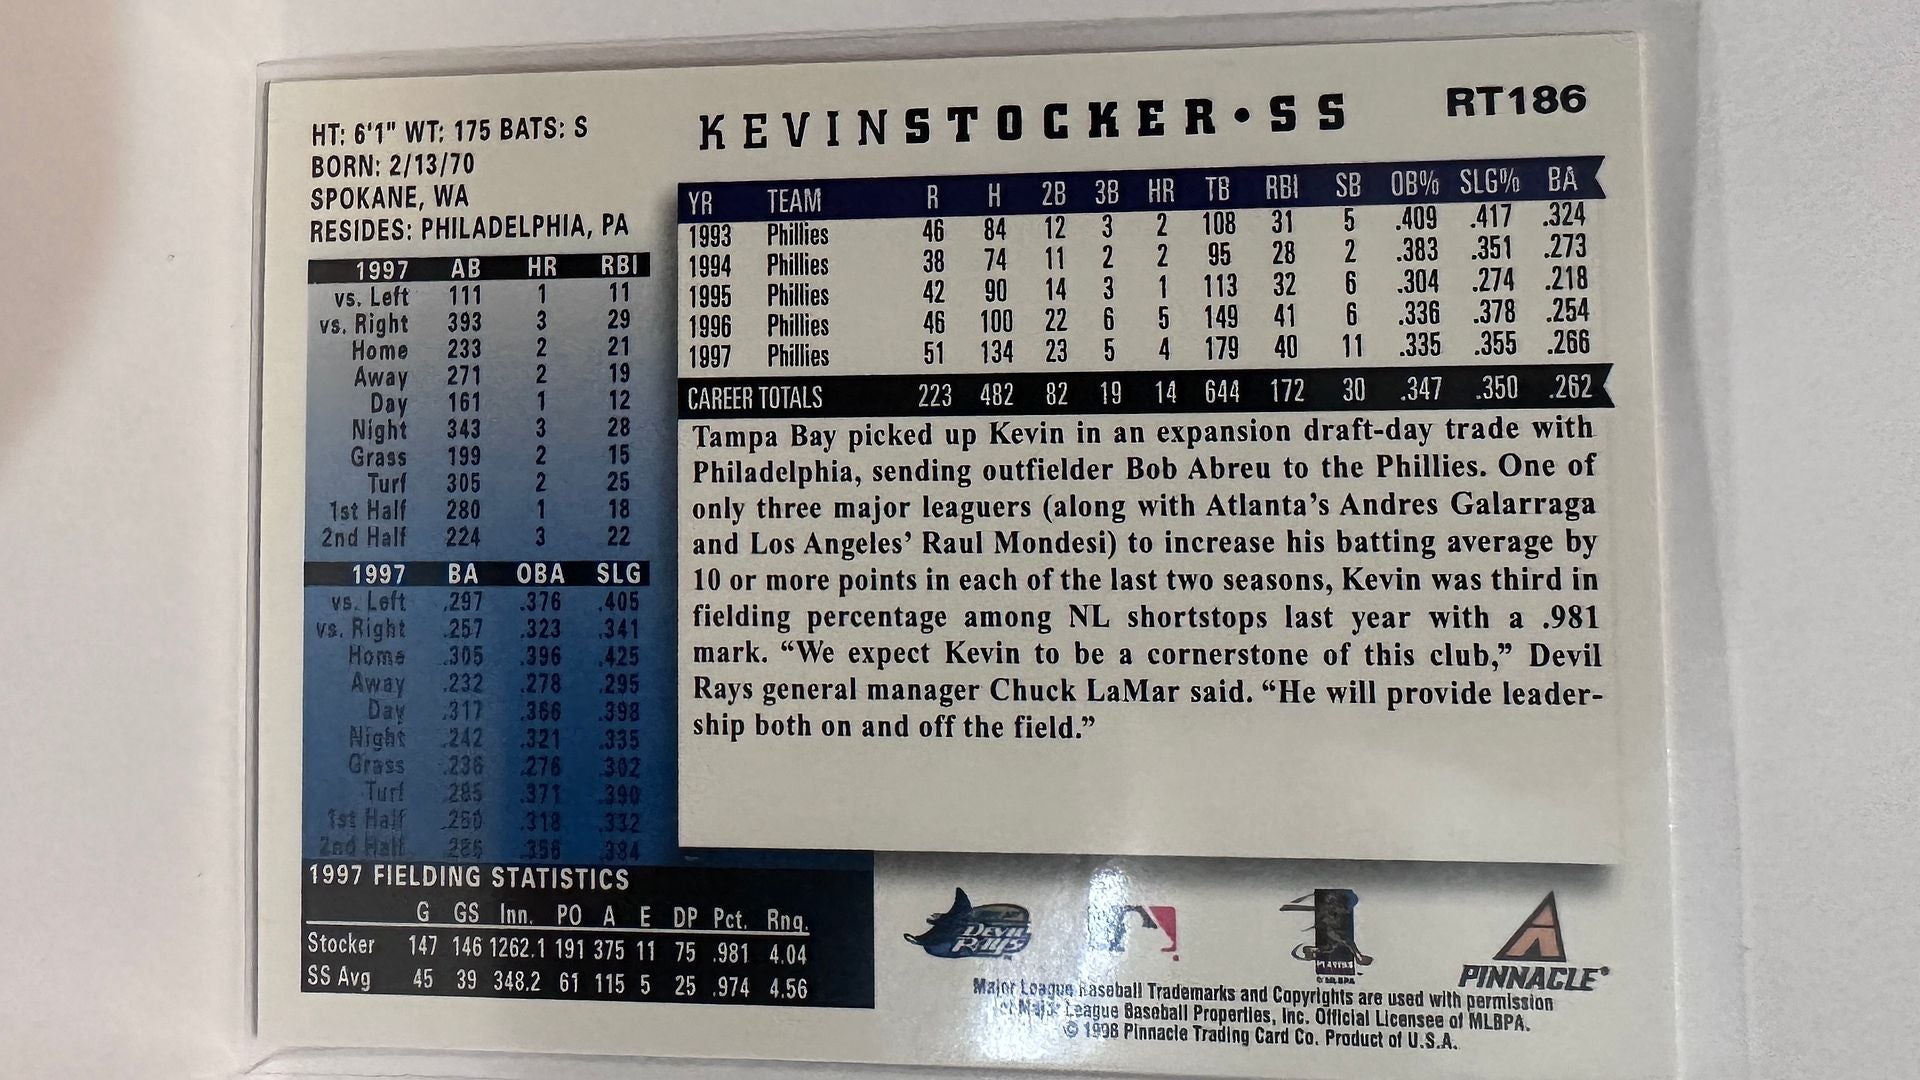 KEVINSTOCKER • SS
RT186
HT: 6'1" WT: 175 BATS: S
BORN: 2/13/70
SPOKANE, WA
RESIDES: PHILADELPHIA, PA
1997 AB HR RBI
vs. Left 111 1 11
vs. Right 393 3 29
Home 233 2 21
Away 271 2 19
Day 161 1 12
Night 343 3 28
Grass 199 2 15
Turf 305 2 25
1st Half 280 1 18
2nd Half 224 3 22
1997 BA OBA SLG
vs. Left .297 .376 .405
vs. Right .257 .323 .341
Home .305 .396 .425
Away .232 .278 .295
Day .317 .366 .398
Night .242 .321 .335
Grass .236 .276 .302
Turf .285 .371 .390
1st Half .250 .318 .332
2nd Half .286 .356 .384
1997 FIELDING STATISTICS
G GS Inn. PO A E DP Pct. Rng.
Stocker 147 146 1262.1 191 375 11 75 .981 4.04
SS Avg 45 39 348.2 61 115 5 25 .974 4.56
YR TEAM R H 2B 3B HR TB RBI SB OB% SLG% BA
1993 Phillies 46 84 12 3 2 108 31 5 .409 .417 .324
1994 Phillies 38 74 11 2 2 95 28 2 .383 .351 .273
1995 Phillies 42 90 14 3 1 113 32 6 .304 .274 .218
1996 Phillies 46 100 22 6 5 149 41 6 .336 .378 .254
1997 Phillies 51 134 23 5 4 179 40 11 .335 .355 .266
CAREER TOTALS 223 482 82 19 14 644 172 30 .347 .350 .262
Tampa Bay picked up Kevin in an expansion draft-day trade with
Philadelphia, sending outfielder Bob Abreu to the Phillies. One of
only three major leaguers (along with Atlanta's Andres Galarraga
and Los Angeles' Raul Mondesi) to increase his batting average by
10 or more points in each of the last two seasons, Kevin was third in
fielding percentage among NL shortstops last year with a .981
mark. “We expect Kevin to be a cornerstone of this club,” Devil
Rays general manager Chuck LaMar said. “He will provide leader-
ship both on and off the field.”
DEVIL
RAYS
PLAYERS
© MLBPA
PINNACLE®
Major League Baseball Trademarks and Copyrights are used with permission
of Major League Baseball Properties, Inc. Official Licensee of MLBPA.
© 1998 Pinnacle Trading Card Co. Product of U.S.A.